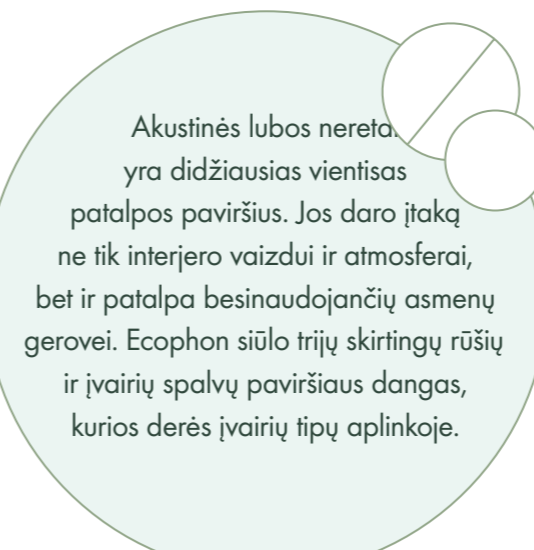 Akustinės lubos neretai
yra didžiausias vientisas
patalpos paviršius. Jos daro įtaką
ne tik interjero vaizdui ir atmosferai,
bet ir patalpa besinaudojančių asmenų
gerovei. Ecophon siūlo trijų skirtingų rūšių
ir įvairių spalvų paviršiaus dangas,
kurios derės įvairių tipų aplinkoje.